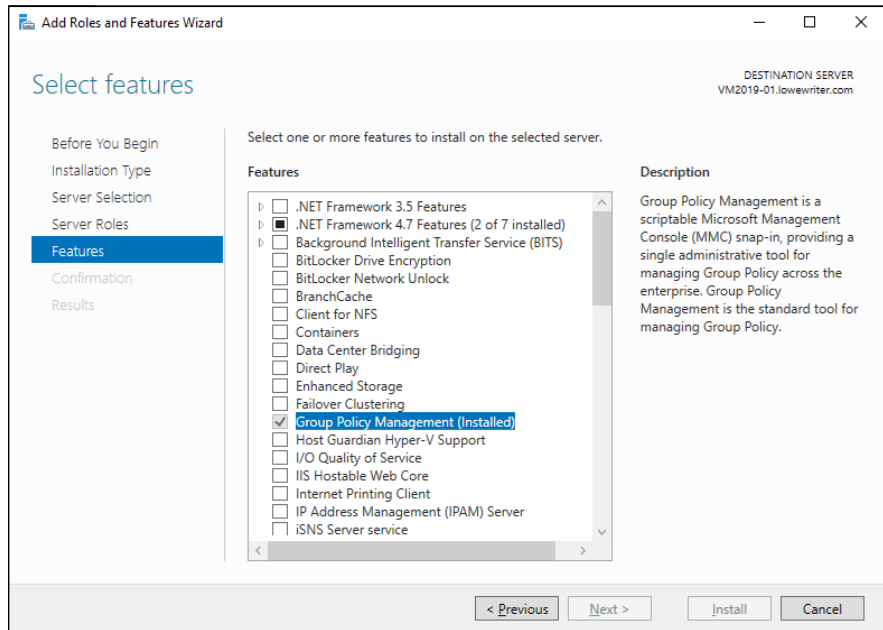 Add Roles and Features Wizard
Select features
DESTINATION SERVER
VM2019-01.lowewriter.com
Before You Begin
Installation Type
Server Selection
Server Roles
Features
Confirmation
Results
Select one or more features to install on the selected server.
Features
.NET Framework 3.5 Features
.NET Framework 4.7 Features (2 of 7 installed)
Background Intelligent Transfer Service (BITS)
BitLocker Drive Encryption
BitLocker Network Unlock
BranchCache
Client for NFS
Containers
Data Center Bridging
Direct Play
Enhanced Storage
Failover Clustering
Group Policy Management (Installed)
Host Guardian Hyper-V Support
I/O Quality of Service
IIS Hostable Web Core
Internet Printing Client
IP Address Management (IPAM) Server
iSNS Server service
Description
Group Policy Management is a
scriptable Microsoft Management
Console (MMC) snap-in, providing a
single administrative tool for
managing Group Policy across the
enterprise. Group Policy
Management is the standard tool for
managing Group Policy.
< Previous
Next >
Install
Cancel